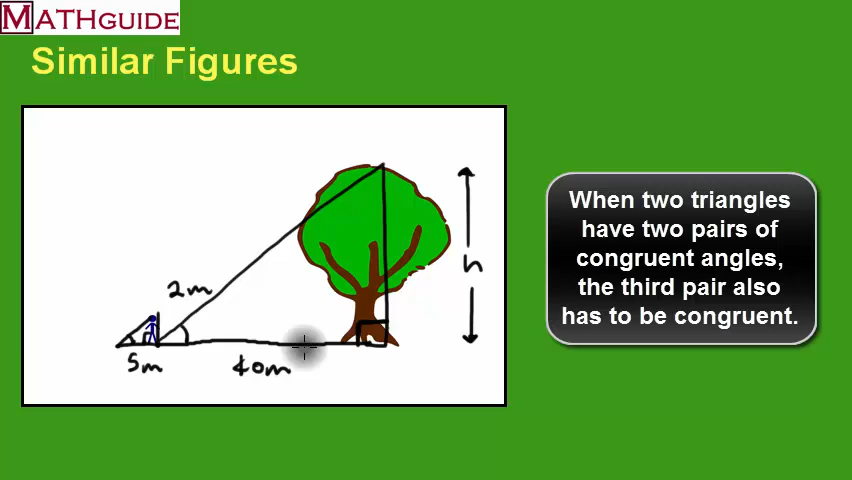 MATHGUIDE
Similar Figures
When two triangles
have two pairs of
congruent angles,
the third pair also
has to be congruent.
h
2m
5m
40m